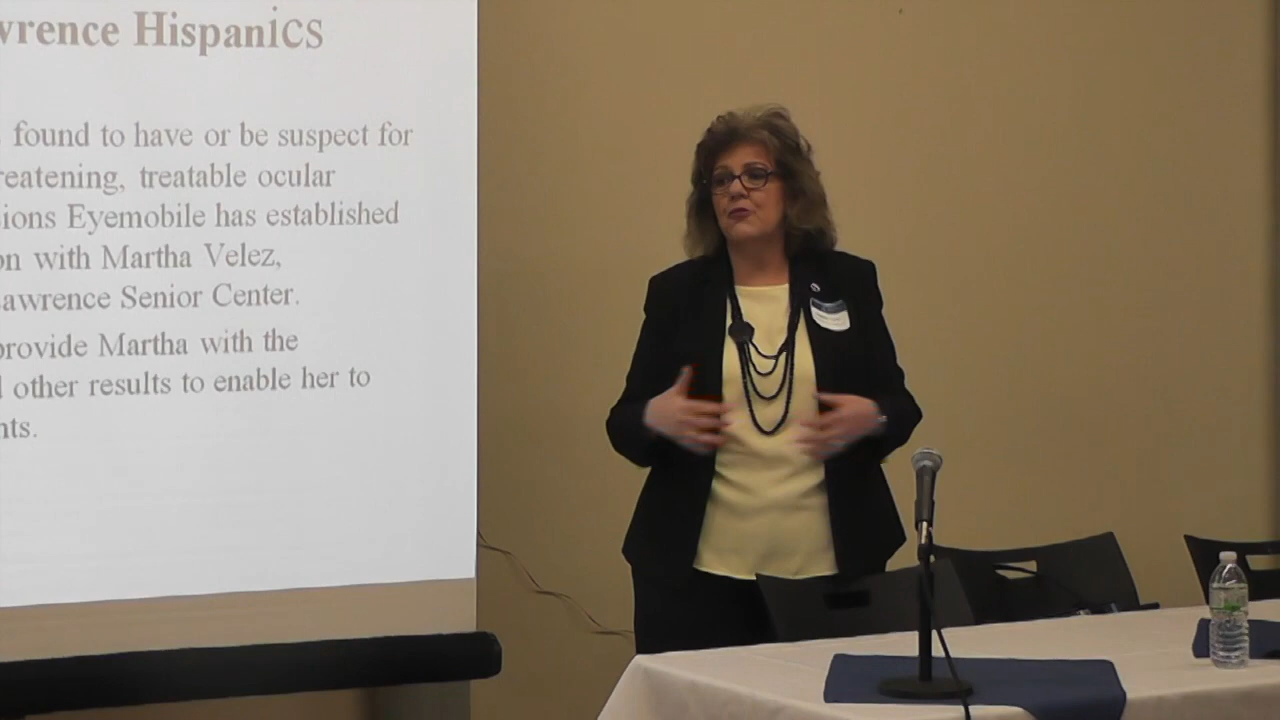 wrence HispanICS
found to have or be suspect for
reatening, treatable ocular
sions Eyemobile has established
on with Martha Velez,
awrence Senior Center.
provide Martha with the
other results to enable her to
nts.